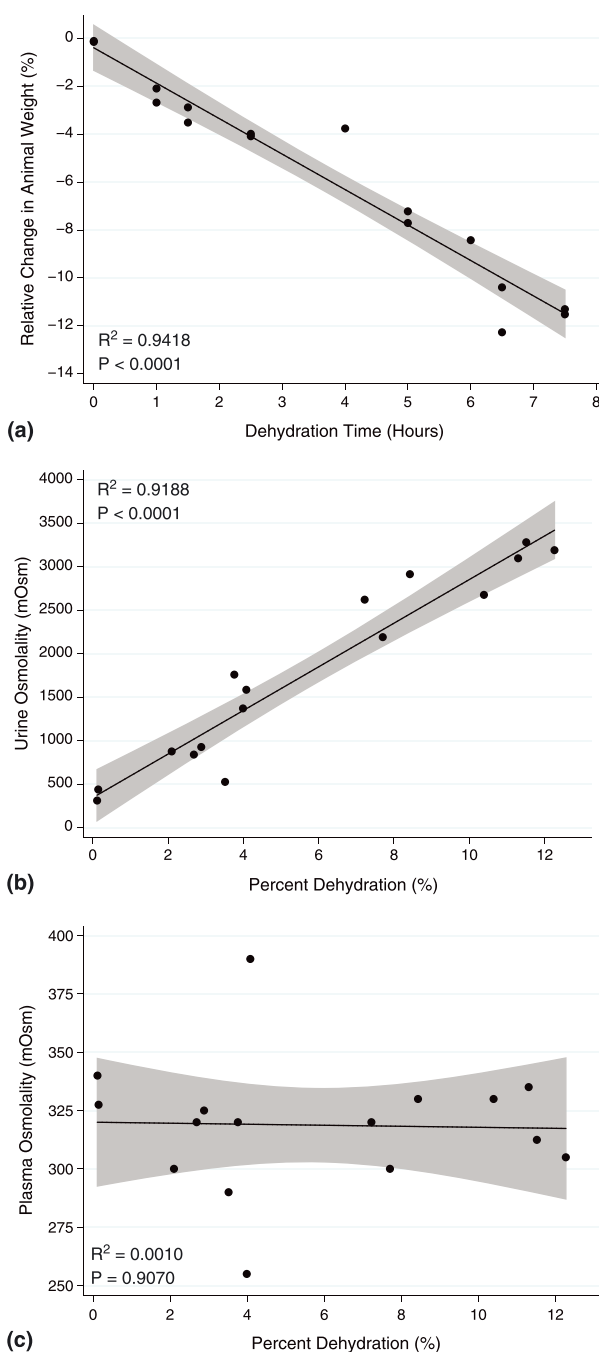 0
−2
−4
−6
−8
−10
−12
−14
Relative Change in Animal Weight (%)
R² = 0.9418
P < 0.0001
0 1 2 3 4 5 6 7 8
Dehydration Time (Hours)
(a)
4000
3500
3000
2500
2000
1500
1000
500
0
Urine Osmolality (mOsm)
R² = 0.9188
P < 0.0001
0 2 4 6 8 10 12
Percent Dehydration (%)
(b)
400
375
350
325
300
275
250
Plasma Osmolality (mOsm)
R² = 0.0010
P = 0.9070
0 2 4 6 8 10 12
Percent Dehydration (%)
(c)